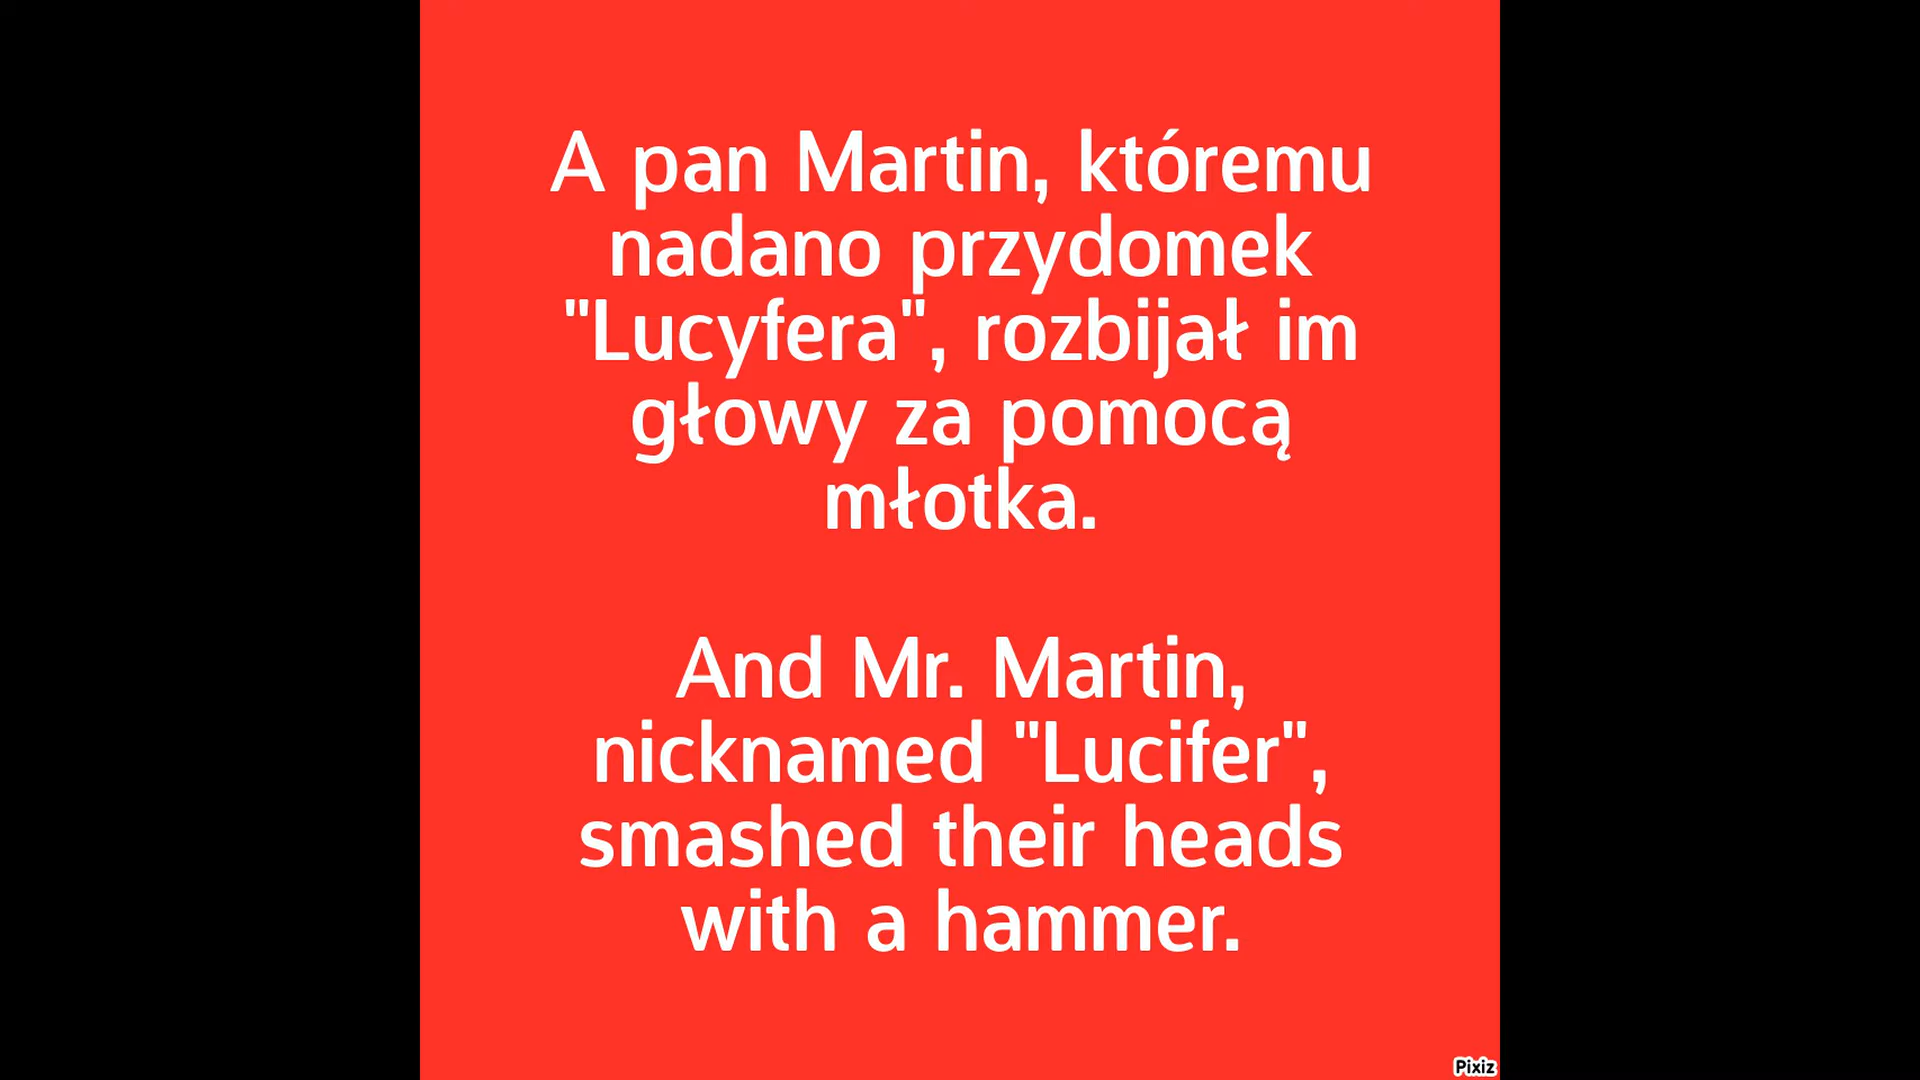 A pan Martin, któremu
nadano przydomek
"Lucyfera", rozbijał im
głowy za pomocą
młotka.
And Mr. Martin,
nicknamed "Lucifer",
smashed their heads
with a hammer.
Pixiz